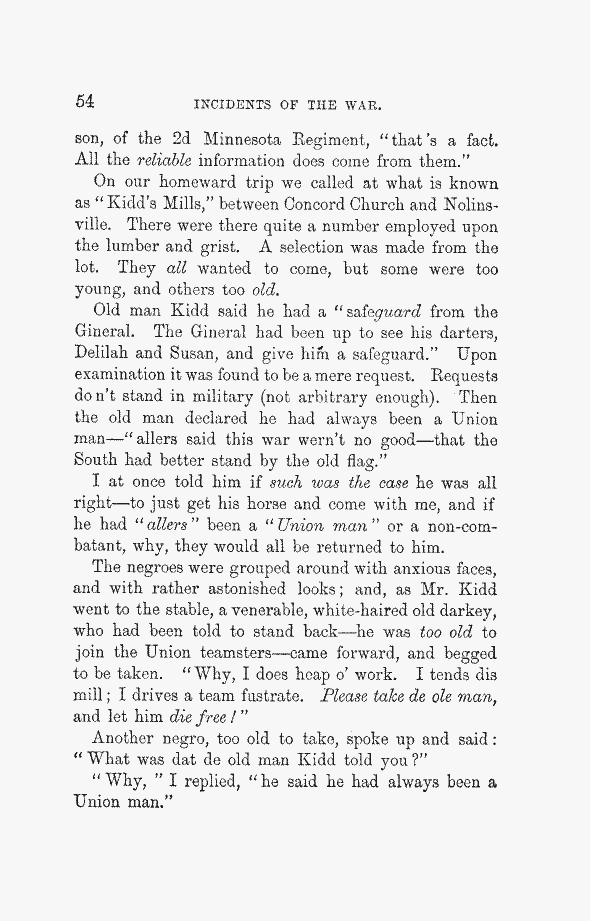 54 INCIDENTS OF THE WAR.
son, of the 2d Minnesota Regiment, "that's a fact.
All the reliable information does come from them."
On our homeward trip we called at what is known
as "Kidd's Mills," between Concord Church and Nolins-
ville. There were there quite a number employed upon
the lumber and grist. A selection was made from the
lot. They all wanted to come, but some were too
young, and others too old.
Old man Kidd said he had a "safeguard from the
Gineral. The Gineral had been up to see his darters,
Delilah and Susan, and give him a safeguard." Upon
examination it was found to be a mere request. Requests
don't stand in military (not arbitrary enough). Then
the old man declared he had always been a Union
man—"allers said this war wern't no good—that the
South had better stand by the old flag."
I at once told him if such was the case he was all
right—to just get his horse and come with me, and if
he had "allers" been a "Union man" or a non-com-
batant, why, they would all be returned to him.
The negroes were grouped around with anxious faces,
and with rather astonished looks; and, as Mr. Kidd
went to the stable, a venerable, white-haired old darkey,
who had been told to stand back—he was too old to
join the Union teamsters—came forward, and begged
to be taken. "Why, I does heap o' work. I tends dis
mill; I drives a team fustrate. Please take de ole man,
and let him die free!"
Another negro, too old to take, spoke up and said:
"What was dat de old man Kidd told you?"
"Why," I replied, "he said he had always been a
Union man."